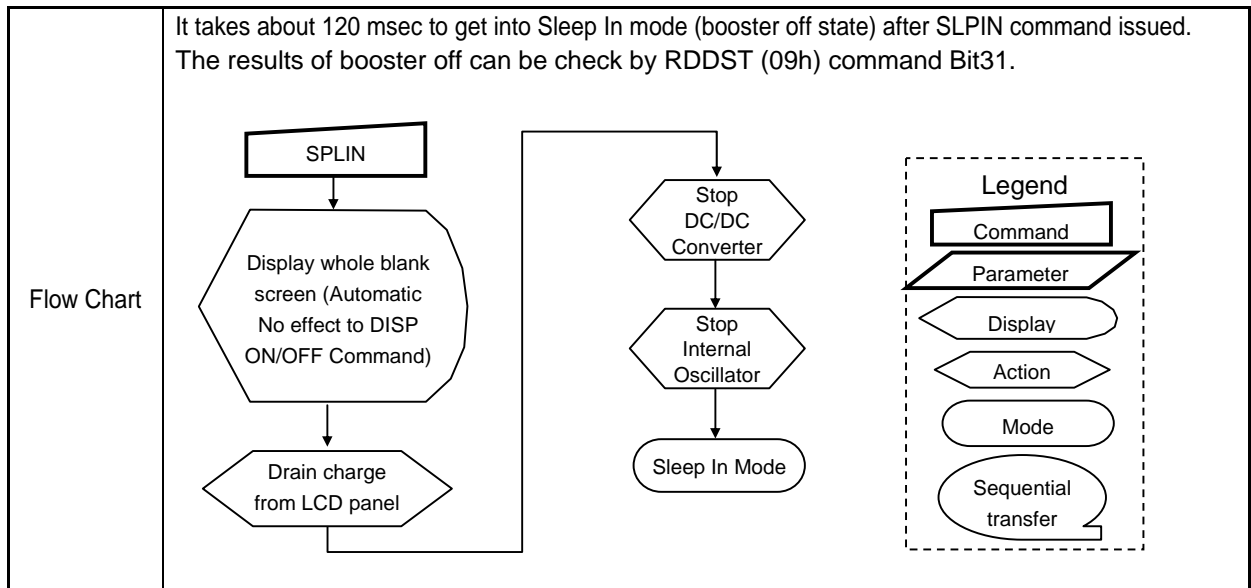 It takes about 120 msec to get into Sleep In mode (booster off state) after SLPIN command issued.
The results of booster off can be check by RDDST (09h) command Bit31.
Flow Chart
SPLIN
Display whole blank
screen (Automatic
No effect to DISP
ON/OFF Command)
Drain charge
from LCD panel
Stop
DC/DC
Converter
Stop
Internal
Oscillator
Sleep In Mode
Legend
Command
Parameter
Display
Action
Mode
Sequential
transfer